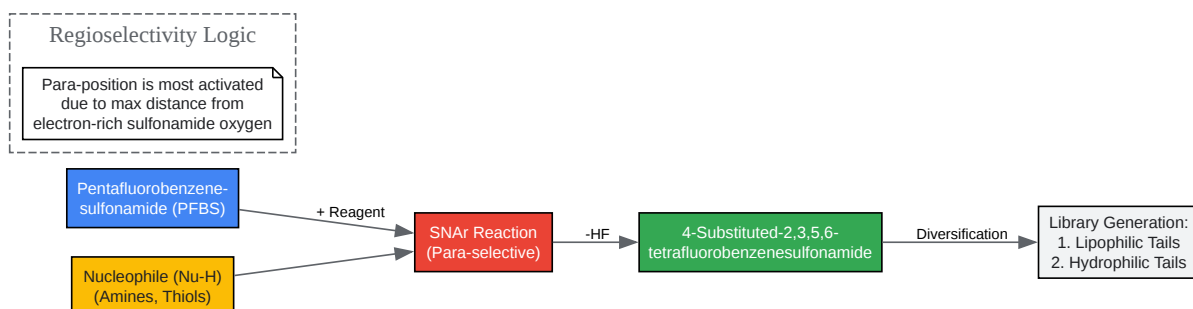 Regioselectivity Logic
Para-position is most activated
due to max distance from
electron-rich sulfonamide oxygen
Pentafluorobenzene-
sulfonamide (PFBS)
+ Reagent
Nucleophile (Nu-H)
(Amines, Thiols)
SNAr Reaction
(Para-selective)
-HF
4-Substituted-2,3,5,6-
tetrafluorobenzenesulfonamide
Diversification
Library Generation:
1. Lipophilic Tails
2. Hydrophilic Tails